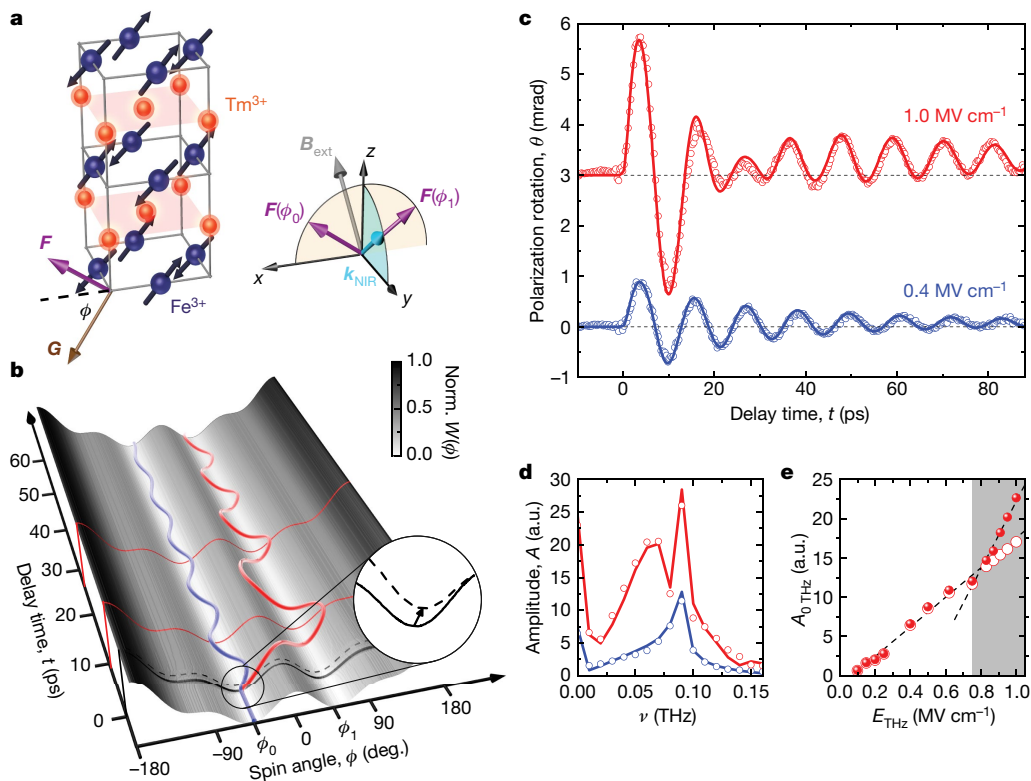 a
Tm3+
Fe3+
F
ϕ
G
Bext
z
F(ϕ0)
F(ϕ1)
kNIR
x
y
b
1.0
0.5
0.0
Norm. W(ϕ)
60
50
40
30
20
10
0
Delay time, t (ps)
−180
−90
ϕ0
0
ϕ1
90
180
Spin angle, ϕ (deg.)
c
6
5
4
3
2
1
0
−1
Polarization rotation, θ (mrad)
1.0 MV cm−1
0.4 MV cm−1
0
20
40
60
80
Delay time, t (ps)
d
30
25
20
15
10
5
0
Amplitude, A (a.u.)
0.00
0.05
0.10
0.15
ν (THz)
e
25
20
15
10
5
0
A0 THz (a.u.)
0.0
0.2
0.4
0.6
0.8
1.0
ETHz (MV cm−1)